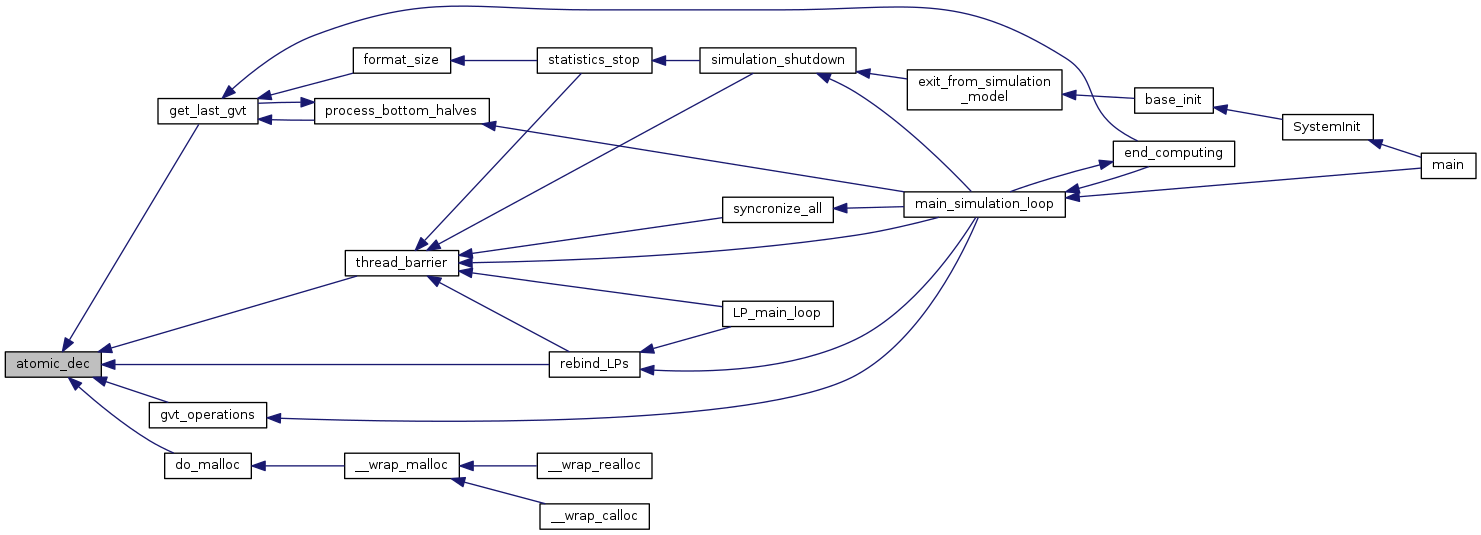 format_size
statistics_stop
simulation_shutdown
exit_from_simulation
_model
base_init
get_last_gvt
process_bottom_halves
SystemInit
end_computing
main
syncronize_all
main_simulation_loop
thread_barrier
LP_main_loop
atomic_dec
rebind_LPs
gvt_operations
do_malloc
__wrap_malloc
__wrap_realloc
__wrap_calloc